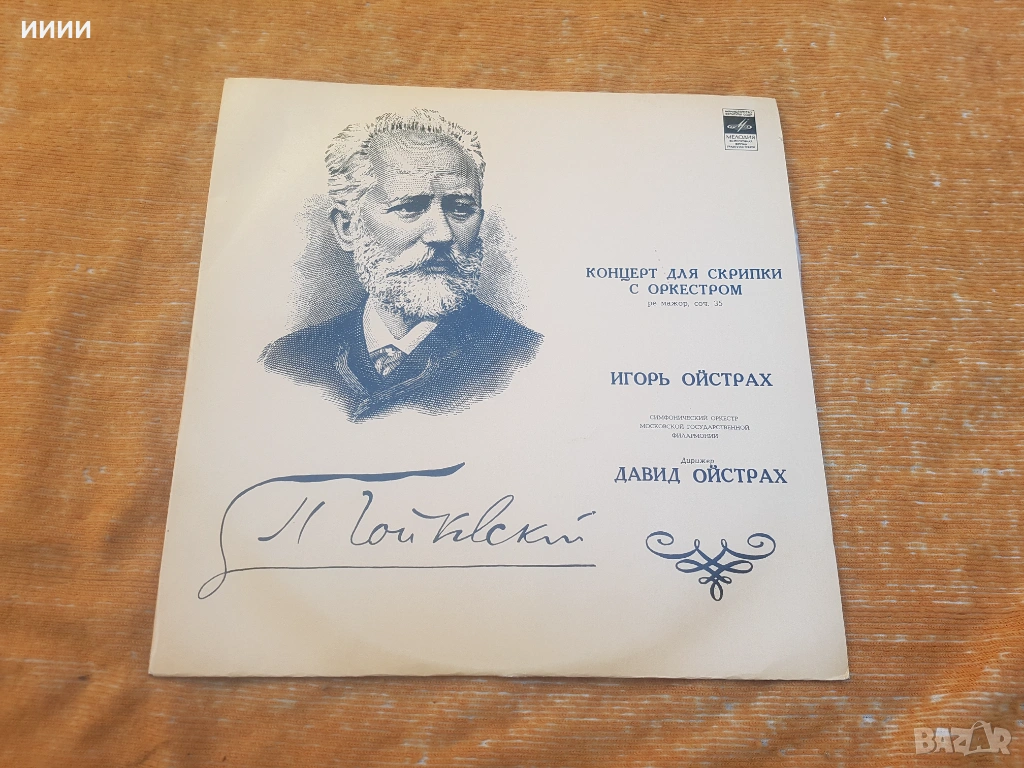 ииии
МЕЛОДИЯ
КОНЦЕРТ ДЛЯ СКРИПКИ
С ОРКЕСТРОМ
ре мажор, соч. 35
ИГОРЬ ОЙСТРАХ
СИМФОНИЧЕСКИЙ ОРКЕСТР
МОСКОВСКОЙ ГОСУДАРСТВЕННОЙ
ФИЛАРМОНИИ
Дирижер
ДАВИД ОЙСТРАХ
П Чайковский
BAZAR